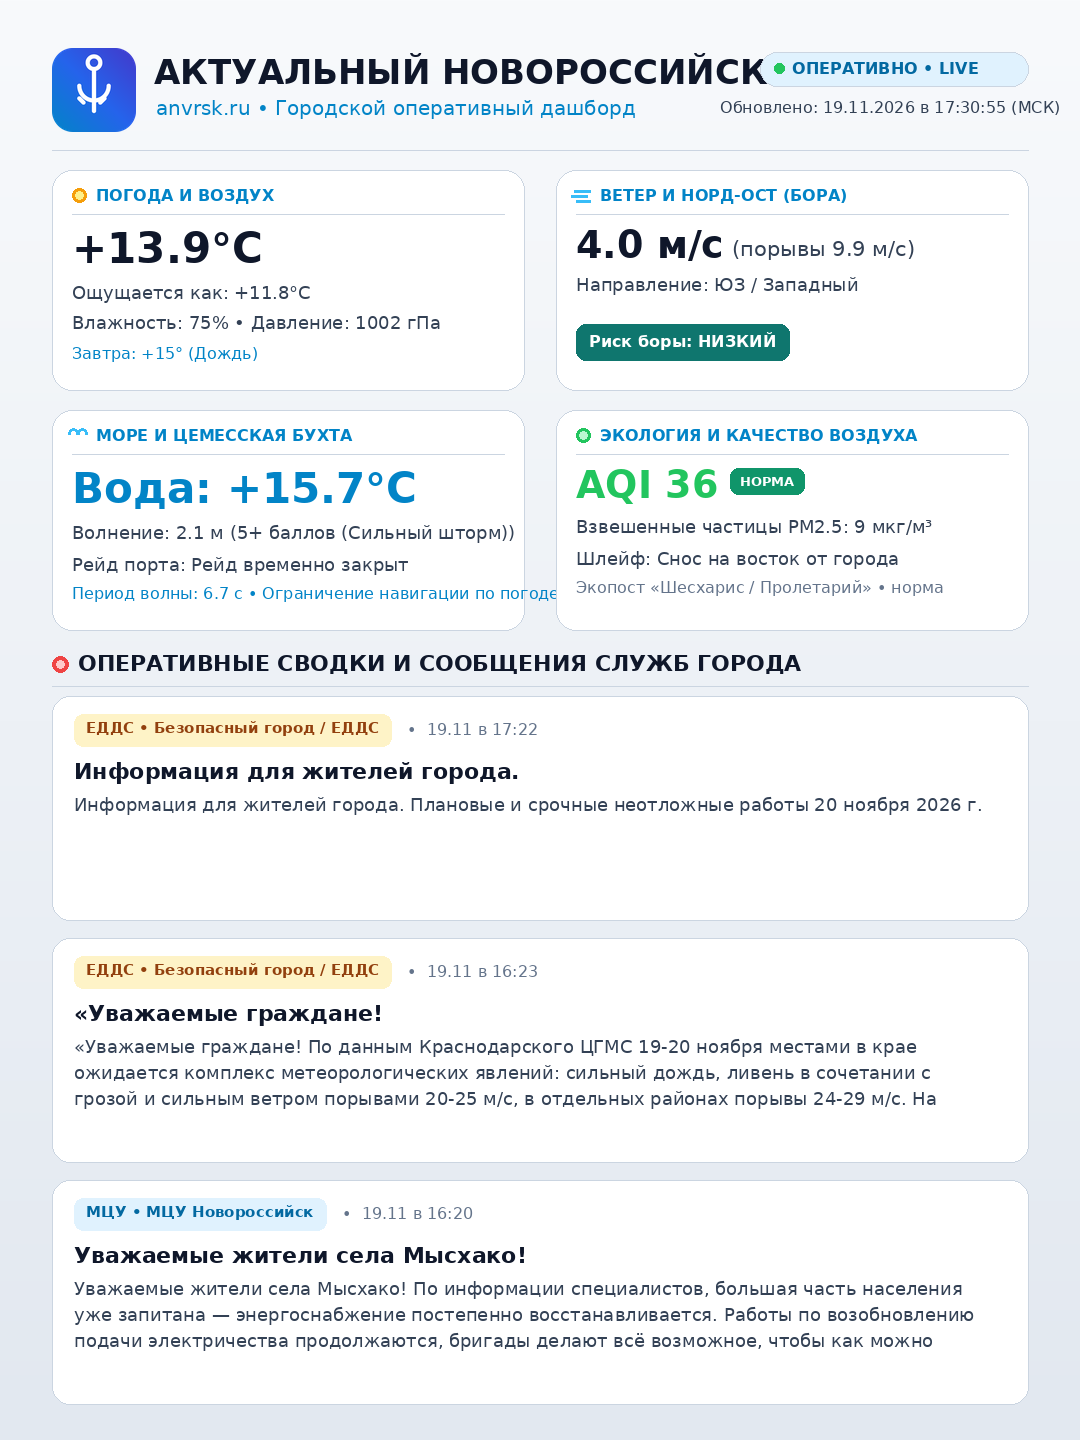 АКТУАЛЬНЫЙ НОВОРОССИЙСК
ОПЕРАТИВНО • LIVE
anvrsk.ru • Городской оперативный дашборд
Обновлено: 19.11.2026 в 17:30:55 (МСК)
ПОГОДА И ВОЗДУХ
+13.9°C
Ощущается как: +11.8°C
Влажность: 75% • Давление: 1002 гПа
Завтра: +15° (Дождь)
ВЕТЕР И НОРД-ОСТ (БОРА)
4.0 м/с (порывы 9.9 м/с)
Направление: ЮЗ / Западный
Риск боры: НИЗКИЙ
МОРЕ И ЦЕМЕССКАЯ БУХТА
Вода: +15.7°C
Волнение: 2.1 м (5+ баллов (Сильный шторм))
Рейд порта: Рейд временно закрыт
Период волны: 6.7 с • Ограничение навигации по погоде
ЭКОЛОГИЯ И КАЧЕСТВО ВОЗДУХА
AQI 36 НОРМА
Взвешенные частицы PM2.5: 9 мкг/м³
Шлейф: Снос на восток от города
Экопост «Шесхарис / Пролетарий» • норма
ОПЕРАТИВНЫЕ СВОДКИ И СООБЩЕНИЯ СЛУЖБ ГОРОДА
ЕДДС • Безопасный город / ЕДДС • 19.11 в 17:22
Информация для жителей города.
Информация для жителей города. Плановые и срочные неотложные работы 20 ноября 2026 г.
ЕДДС • Безопасный город / ЕДДС • 19.11 в 16:23
«Уважаемые граждане!
«Уважаемые граждане! По данным Краснодарского ЦГМС 19-20 ноября местами в крае
ожидается комплекс метеорологических явлений: сильный дождь, ливень в сочетании с
грозой и сильным ветром порывами 20-25 м/с, в отдельных районах порывы 24-29 м/с. На
МЦУ • МЦУ Новороссийск • 19.11 в 16:20
Уважаемые жители села Мысхако!
Уважаемые жители села Мысхако! По информации специалистов, большая часть населения
уже запитана — энергоснабжение постепенно восстанавливается. Работы по возобновлению
подачи электричества продолжаются, бригады делают всё возможное, чтобы как можно